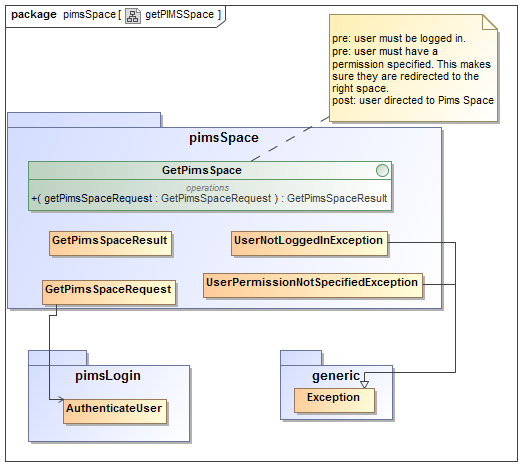 package pimsSpace [ getPIMSSpace ]
pre: user must be logged in.
pre: user must have a
permission specified. This makes
sure they are redirected to the
right space.
post: user directed to Pims Space
pimsSpace
GetPimsSpace
operations
+( getPimsSpaceRequest : GetPimsSpaceRequest ) : GetPimsSpaceResult
GetPimsSpaceResult
UserNotLoggedInException
GetPimsSpaceRequest
UserPermissionNotSpecifiedException
pimsLogin
AuthenticateUser
generic
Exception